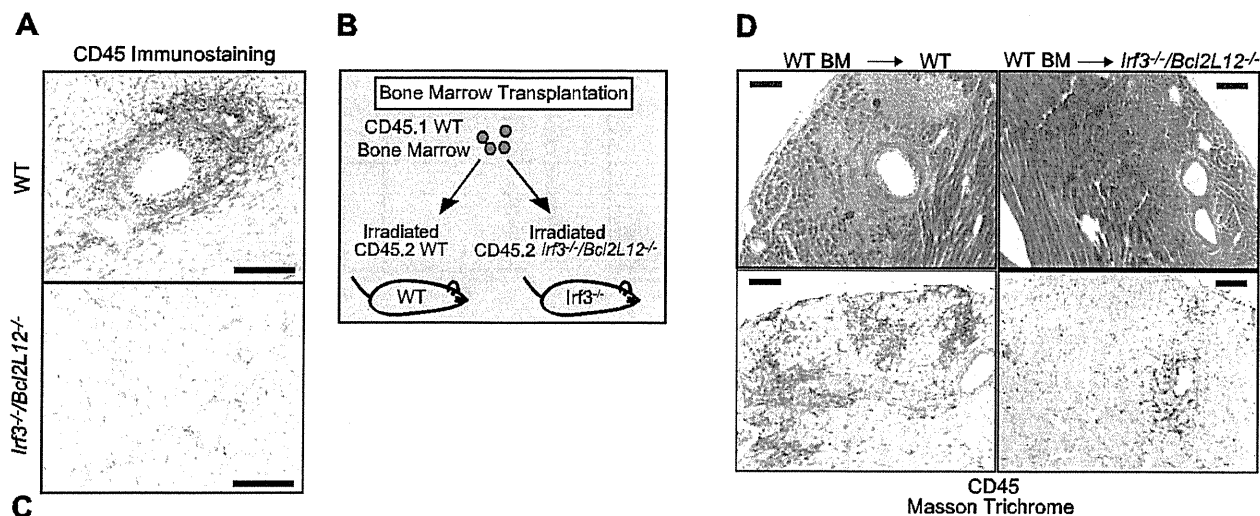 A
CD45 Immunostaining
WT
Irf3-/-/Bcl2L12-/-
B
Bone Marrow Transplantation
CD45.1 WT
Bone Marrow
Irradiated
CD45.2 WT
Irradiated
CD45.2 Irf3-/-/Bcl2L12-/-
WT
Irf3-/-
C
D
WT BM → WT
WT BM → Irf3-/-/Bcl2L12-/-
CD45
Masson Trichrome